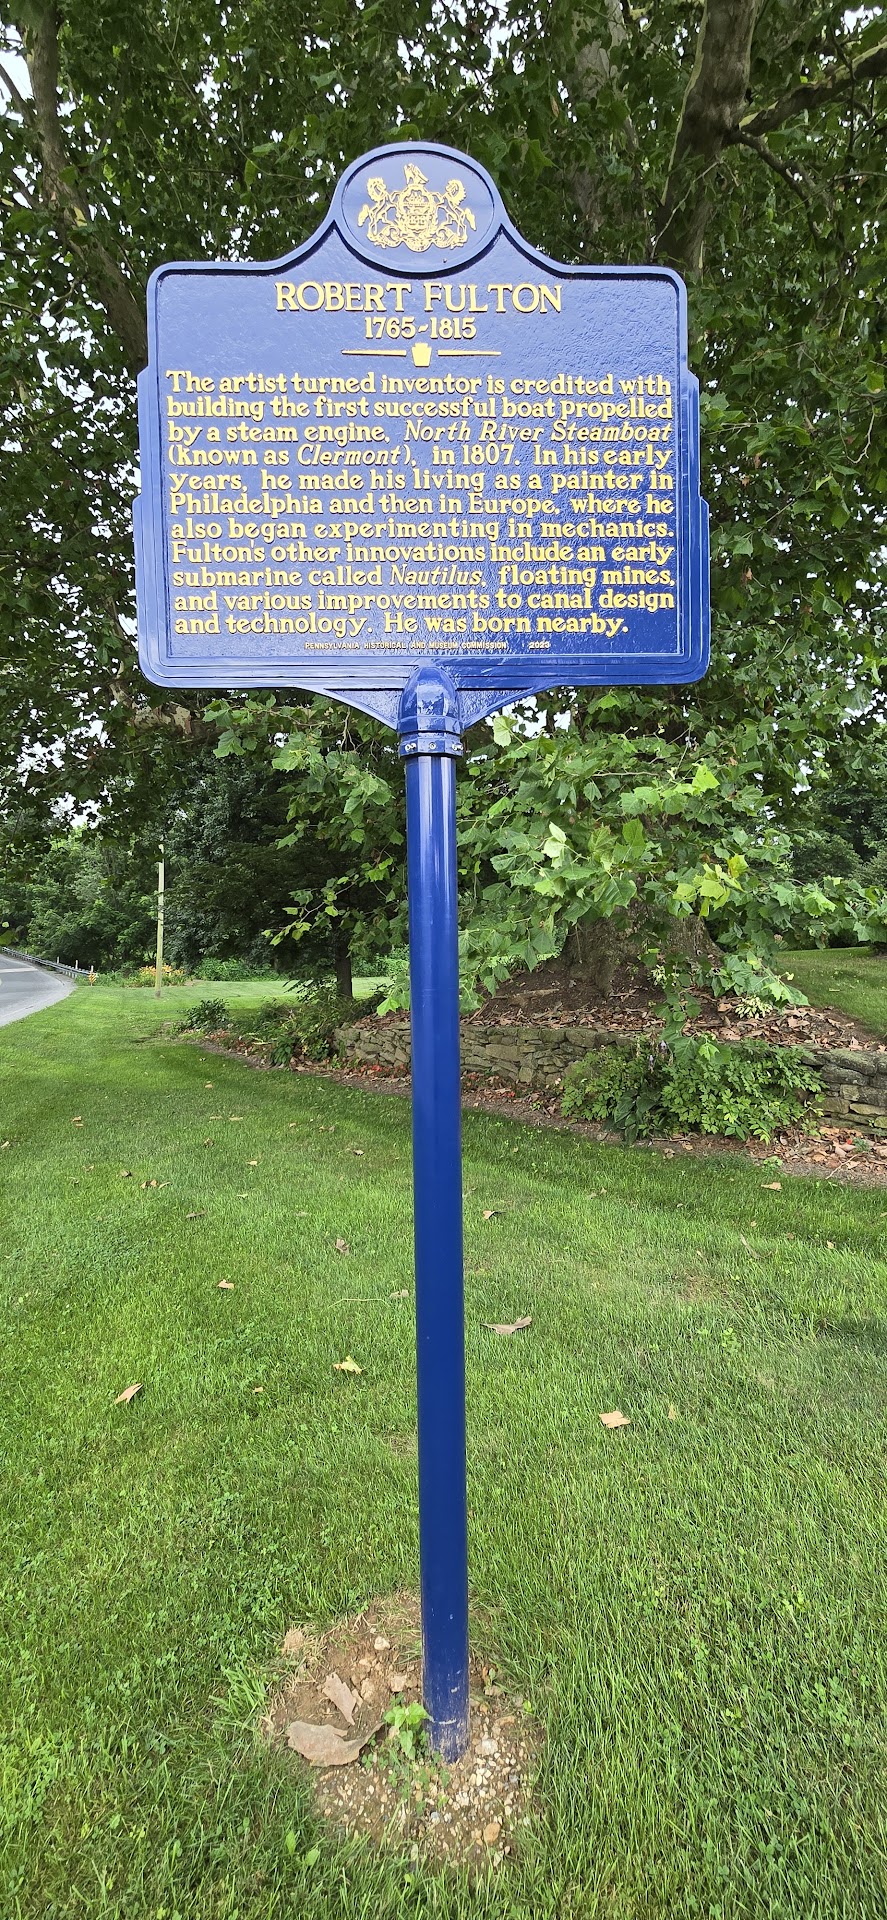 ROBERT FULTON
1765-1815
The artist turned inventor is credited with
building the first successful boat propelled
by a steam engine, North River Steamboat
(known as Clermont), in 1807. In his early
years, he made his living as a painter in
Philadelphia and then in Europe, where he
also began experimenting in mechanics.
Fulton's other innovations include an early
submarine called Nautilus, floating mines,
and various improvements to canal design
and technology. He was born nearby.
PENNSYLVANIA HISTORICAL AND MUSEUM COMMISSION 2023